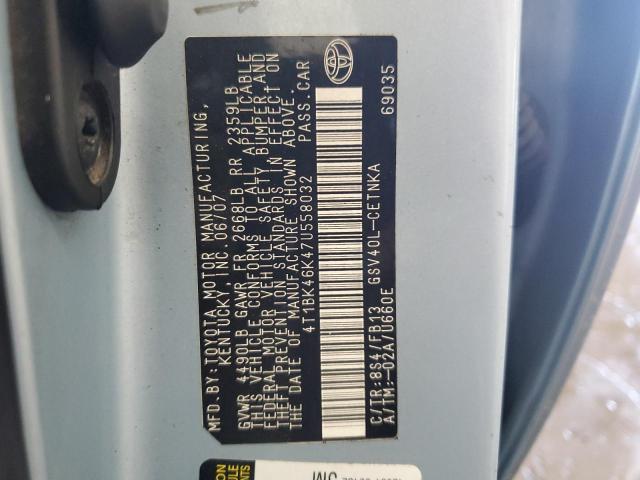 MFD.BY:TOYOTA MOTOR MANUFACTURING,
KENTUCKY, INC.06/07
GVWR 4490LB GAWR FR 2668LB RR 2359LB
THIS VEHICLE CONFORMS TO ALL APPLICABLE
FEDERAL MOTOR VEHICLE SAFETY, BUMPER, AND
THEFT PREVENTION STANDARDS IN EFFECT ON
THE DATE OF MANUFACTURE SHOWN ABOVE.
4T1BK46K47U558032 PASS.CAR
C/TR:8S4/FB13 GSV40L-CETNKA 69035
A/TM:-02A/U660E